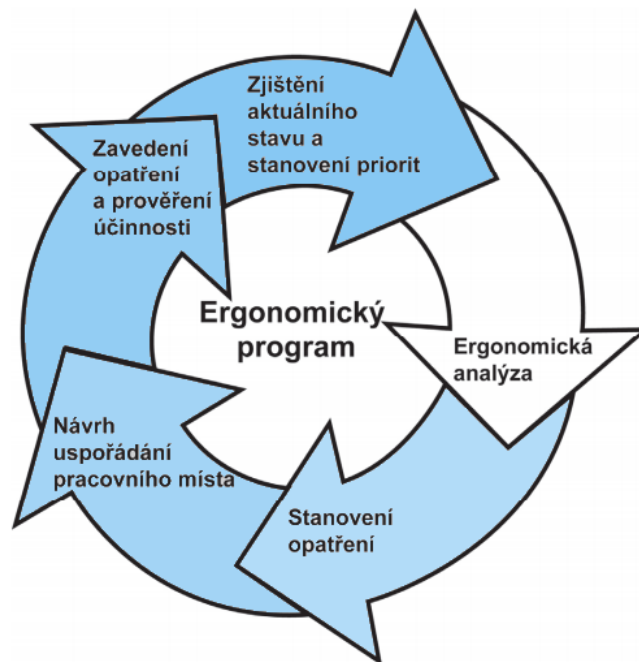 Zjištění
aktuálního
stavu a
stanovení priorit
Zavedení
opatření
a prověření
účinnosti
Ergonomický
program
Ergonomická
analýza
Návrh
uspořádání
pracovního místa
Stanovení
opatření